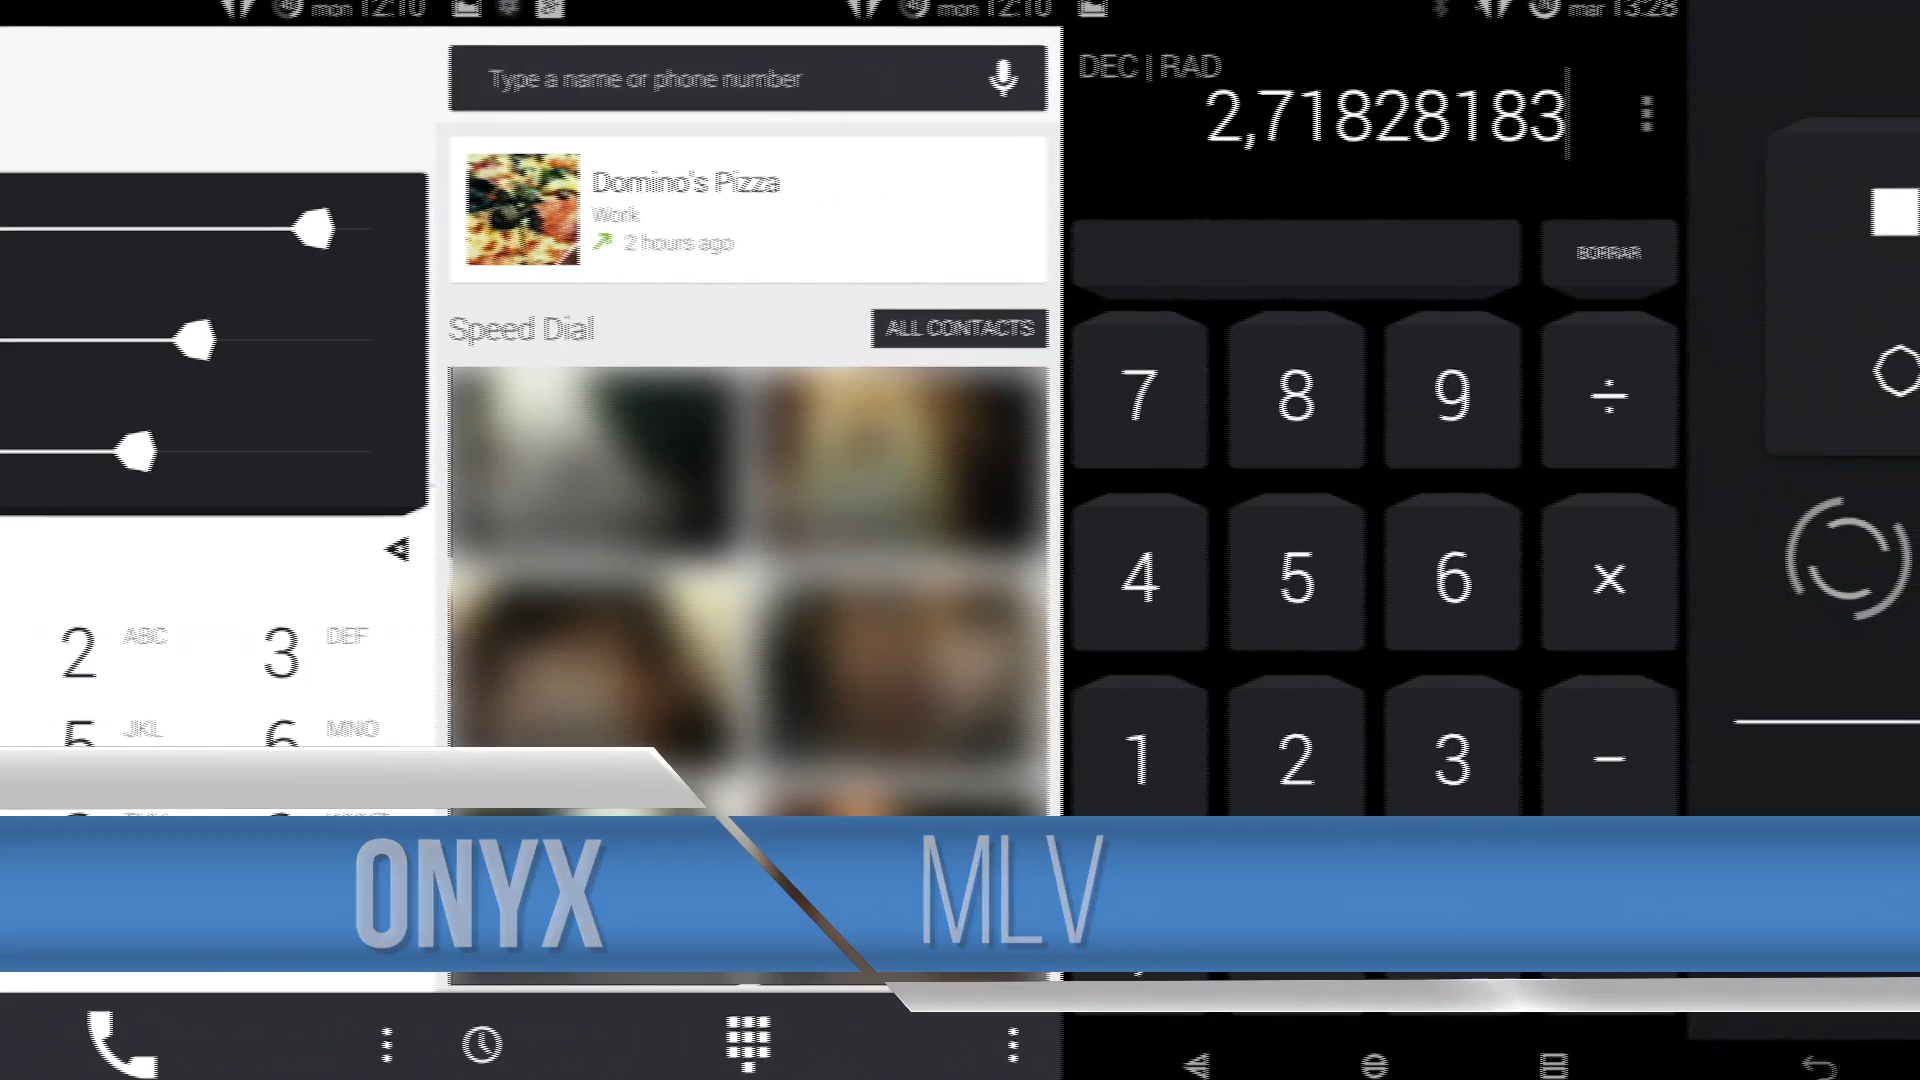 mon 12:10
mon 12:10
mar 13:28
Type a name or phone number
Domino's Pizza
Work
2 hours ago
Speed Dial
ALL CONTACTS
2 ABC 3 DEF
5 JKL 6 MNO
DEC | RAD
2,71828183
BORRAR
7 8 9 ÷
4 5 6 ×
1 2 3 −
ONYX
MLV